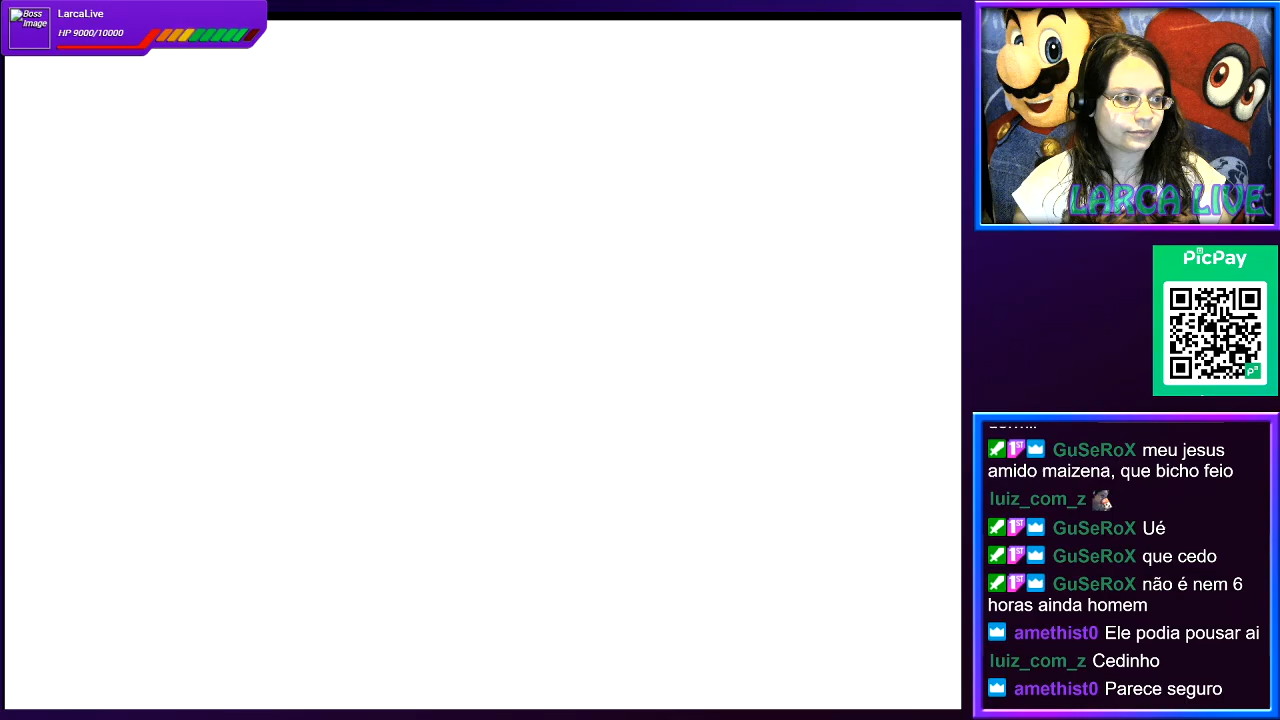 Boss
Image
LarcaLive
HP 9000/10000
LARCA LIVE
PicPay
GuSeRoX meu jesus
amido maizena, que bicho feio
luiz_com_z
GuSeRoX Ué
GuSeRoX que cedo
GuSeRoX não é nem 6
horas ainda homem
amethist0 Ele podia pousar ai
luiz_com_z Cedinho
amethist0 Parece seguro